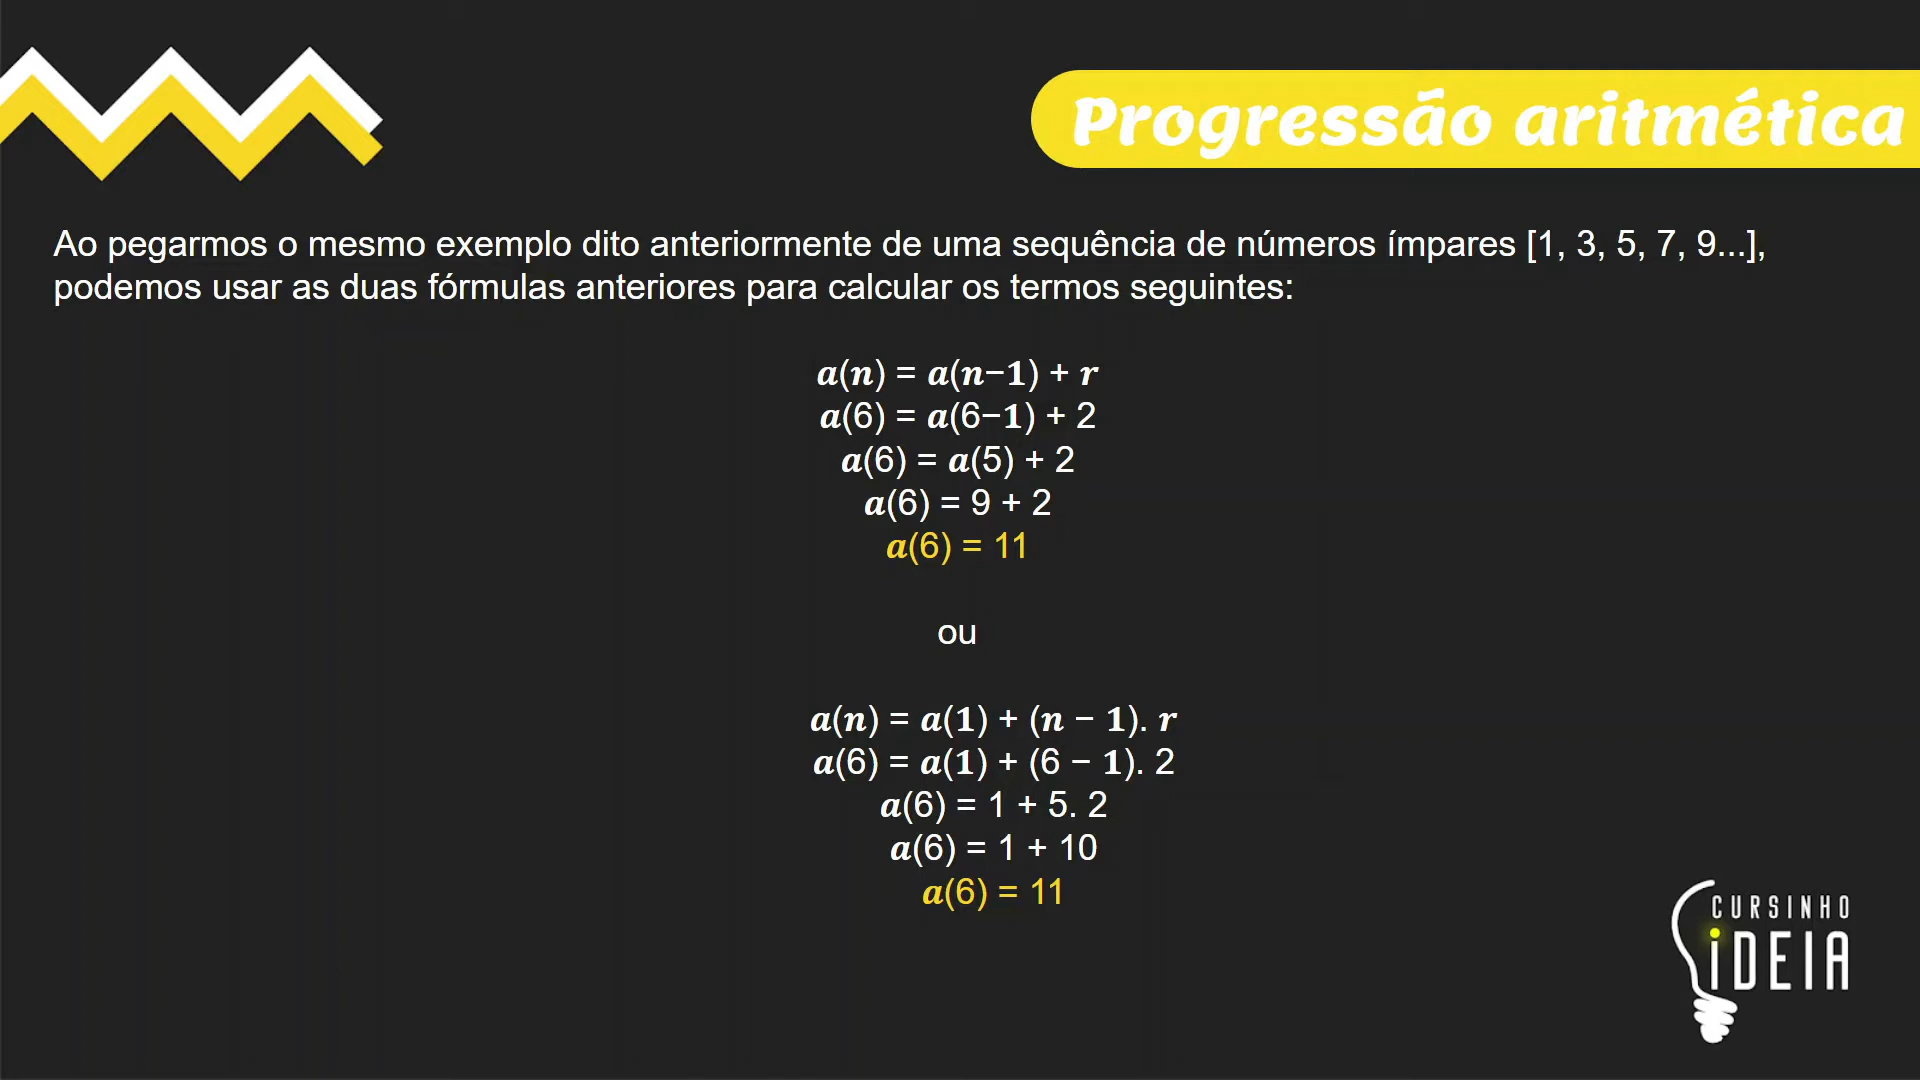 Progressão aritmética
Ao pegarmos o mesmo exemplo dito anteriormente de uma sequência de números ímpares [1, 3, 5, 7, 9...],
podemos usar as duas fórmulas anteriores para calcular os termos seguintes:
a(n) = a(n−1) + r
a(6) = a(6−1) + 2
a(6) = a(5) + 2
a(6) = 9 + 2
a(6) = 11
ou
a(n) = a(1) + (n − 1). r
a(6) = a(1) + (6 − 1). 2
a(6) = 1 + 5. 2
a(6) = 1 + 10
a(6) = 11
CURSINHO
iDEIA